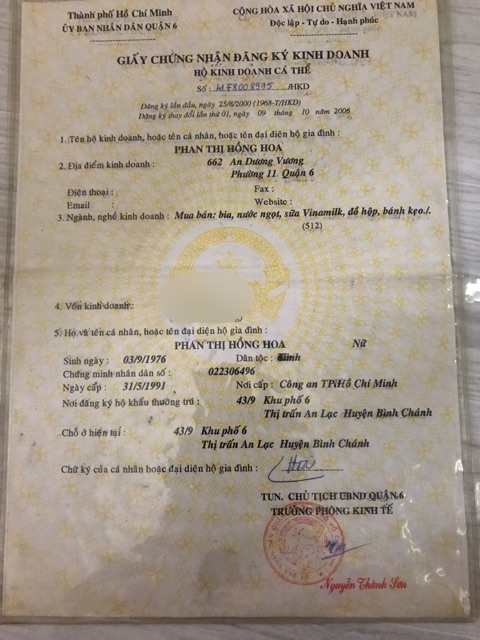 Thành phố Hồ Chí Minh
ỦY BAN NHÂN DÂN QUẬN 6
CỘNG HÒA XÃ HỘI CHỦ NGHĨA VIỆT NAM
Độc lập - Tự do - Hạnh phúc
GIẤY CHỨNG NHẬN ĐĂNG KÝ KINH DOANH
HỘ KINH DOANH CÁ THỂ
Số: 41F8008595 /HKD
Đăng ký lần đầu, ngày 25/8/2000 (1968-T/HKD)
Đăng ký thay đổi lần thứ 01, ngày 09 tháng 10 năm 2006
1. Tên hộ kinh doanh, hoặc tên cá nhân, hoặc tên đại diện hộ gia đình :
PHAN THỊ HỒNG HOA
2. Địa điểm kinh doanh : 662 An Dương Vương
Phường 11 Quận 6
Điện thoại : Fax :
Email : Website :
3. Ngành, nghề kinh doanh : Mua bán: bia, nước ngọt, sữa Vinamilk, đồ hộp, bánh kẹo./.
(512)
4. Vốn kinh doanh:
5. Họ và tên cá nhân, hoặc tên đại diện hộ gia đình :
PHAN THỊ HỒNG HOA Nữ
Sinh ngày : 03/9/1976 Dân tộc : Kinh
Chứng minh nhân dân số : 022306496
Ngày cấp : 31/5/1991 Nơi cấp : Công an TP.Hồ Chí Minh
Nơi đăng ký hộ khẩu thường trú : 43/9 Khu phố 6
Thị trấn An Lạc Huyện Bình Chánh
Chỗ ở hiện tại : 43/9 Khu phố 6
Thị trấn An Lạc Huyện Bình Chánh
Chữ ký của cá nhân hoặc đại diện hộ gia đình :
Hoa
TUN. CHỦ TỊCH UBND QUẬN.6
TRƯỞNG PHÒNG KINH TẾ
Nguyễn Thành Sơn